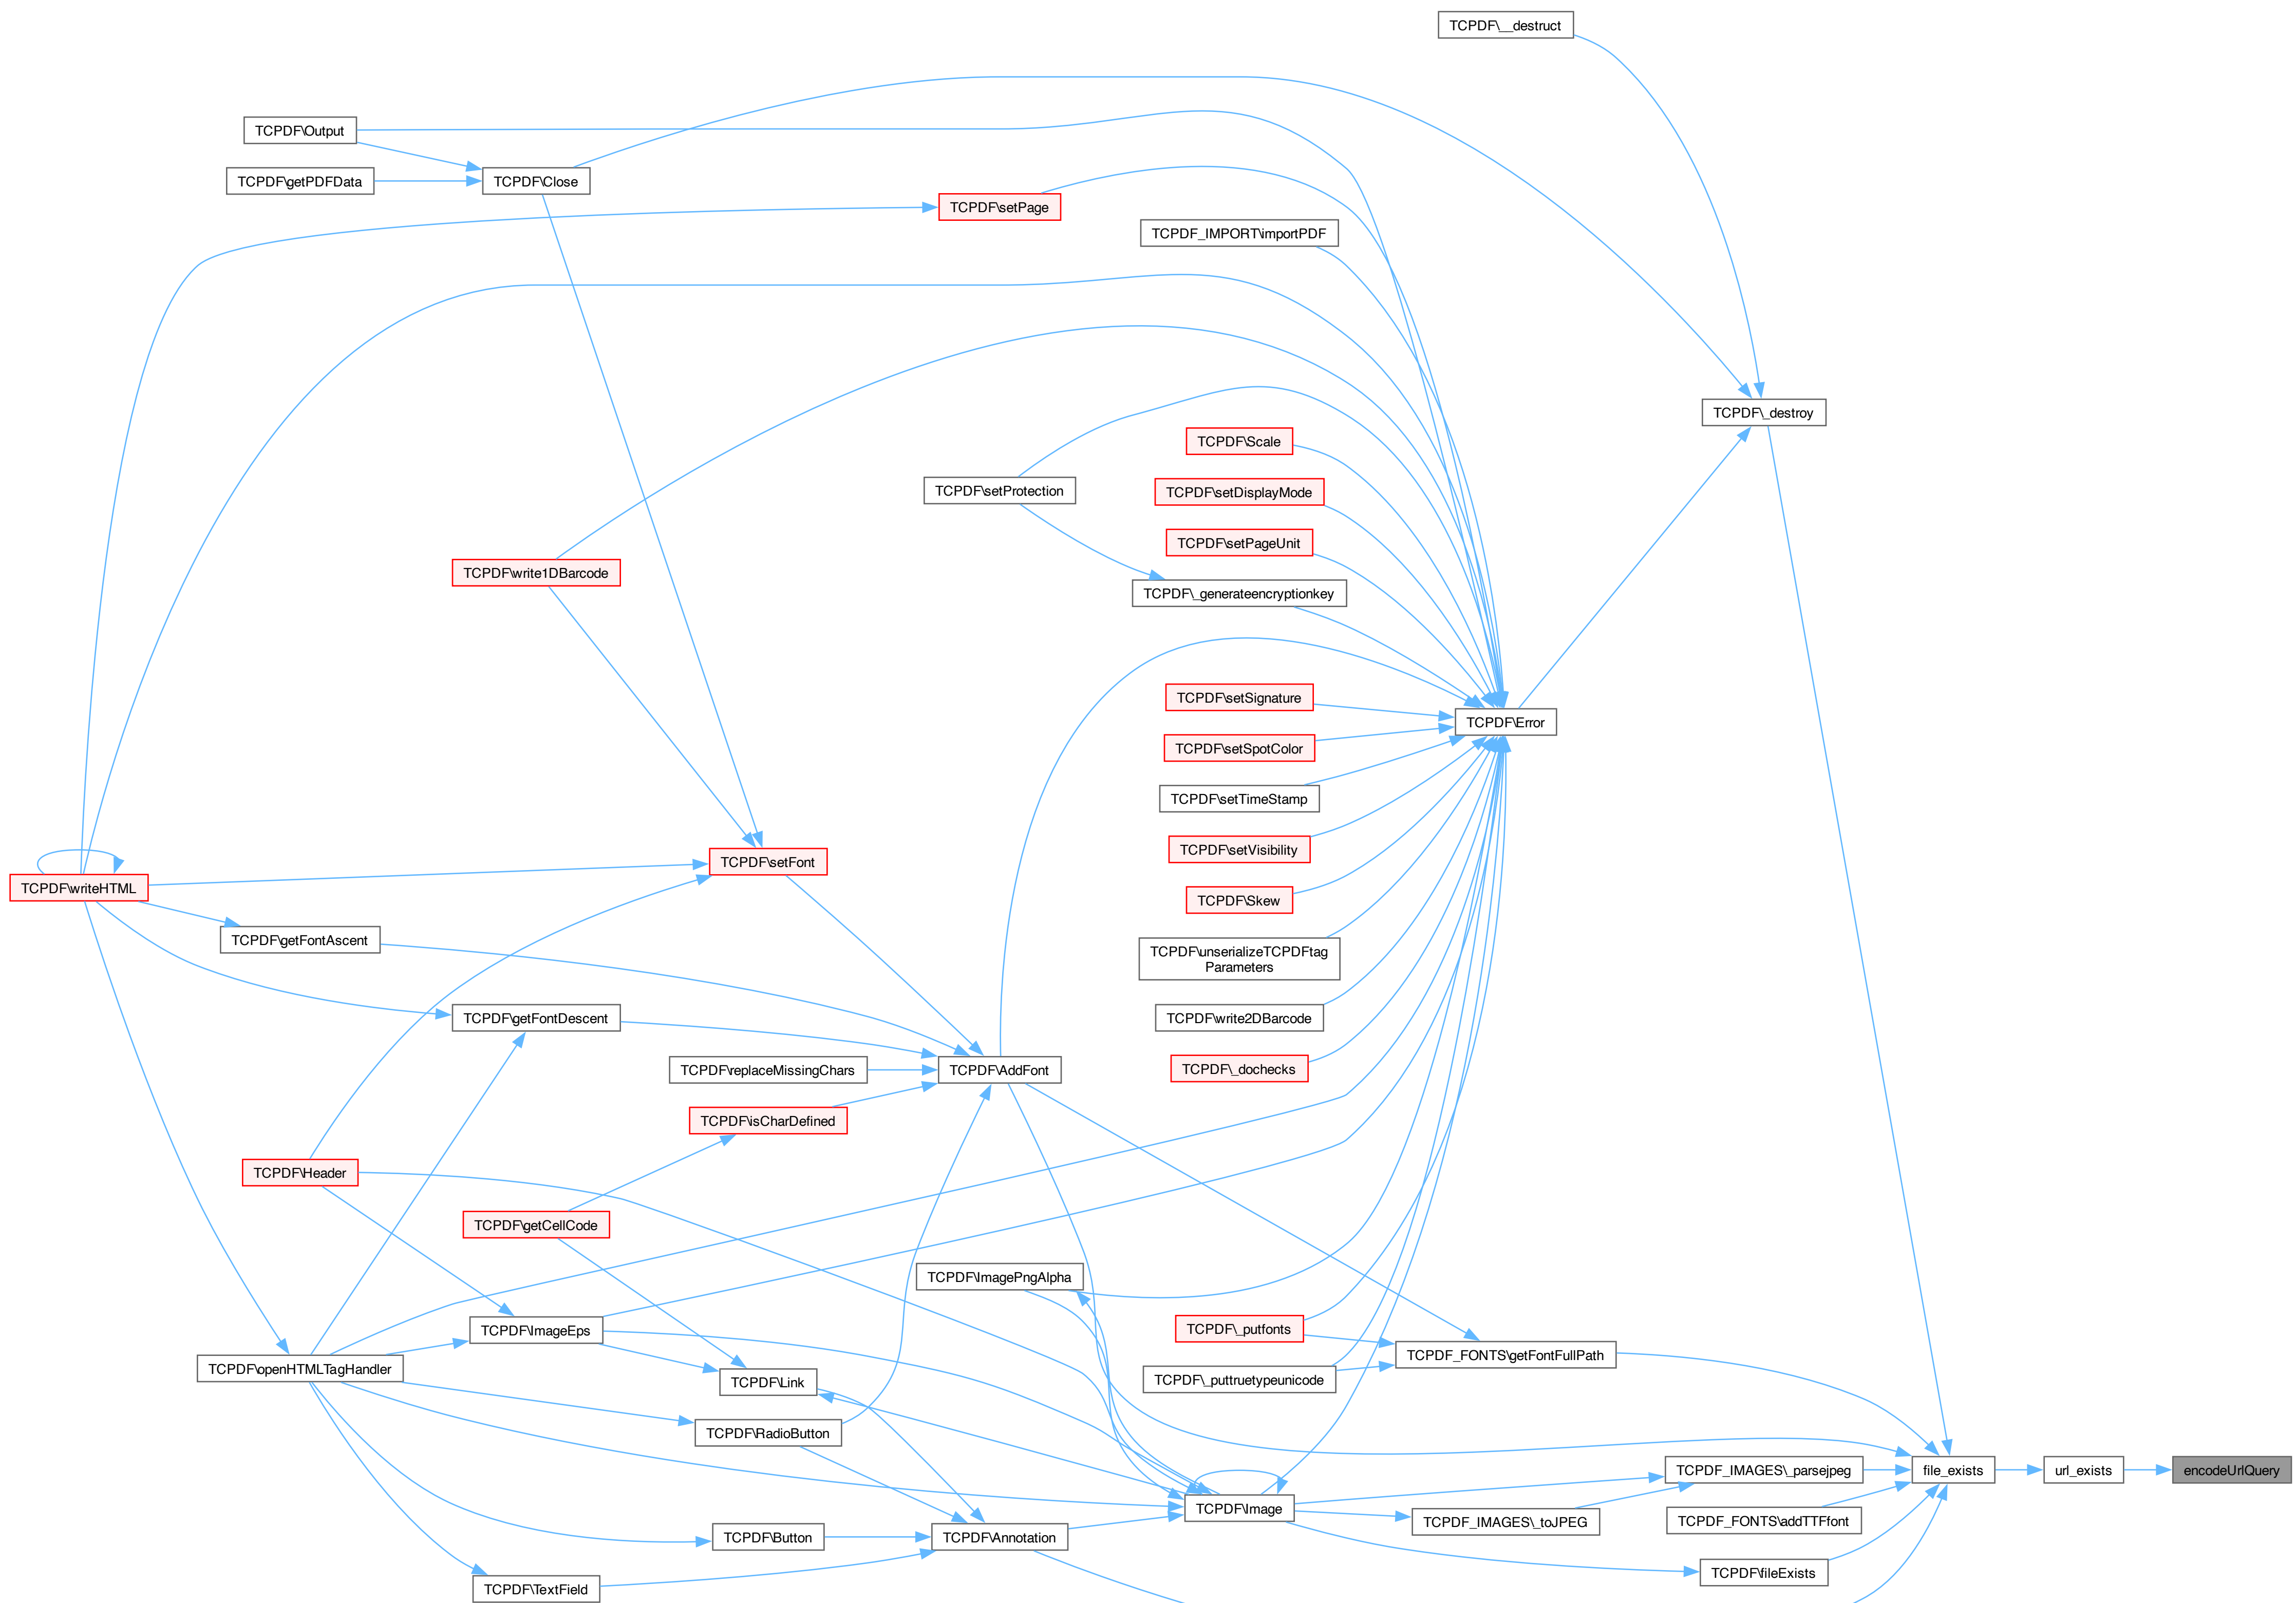 TCPDF\__destruct
TCPDF\Output
TCPDF\getPDFData
TCPDF\Close
TCPDF\setPage
TCPDF_IMPORT\importPDF
TCPDF\_destroy
TCPDF\Scale
TCPDF\setProtection
TCPDF\setDisplayMode
TCPDF\setPageUnit
TCPDF\write1DBarcode
TCPDF\_generateencryptionkey
TCPDF\setSignature
TCPDF\Error
TCPDF\setSpotColor
TCPDF\setTimeStamp
TCPDF\setVisibility
TCPDF\setFont
TCPDF\writeHTML
TCPDF\Skew
TCPDF\getFontAscent
TCPDF\unserializeTCPDFtag
Parameters
TCPDF\getFontDescent
TCPDF\write2DBarcode
TCPDF\replaceMissingChars
TCPDF\AddFont
TCPDF\_dochecks
TCPDF\isCharDefined
TCPDF\Header
TCPDF\getCellCode
TCPDF\ImagePngAlpha
TCPDF\ImageEps
TCPDF\_putfonts
TCPDF_FONTS\getFontFullPath
TCPDF\openHTMLTagHandler
TCPDF\Link
TCPDF\_puttruetypeunicode
TCPDF\RadioButton
TCPDF_IMAGES\_parsejpeg
file_exists
url_exists
encodeUrlQuery
TCPDF\Image
TCPDF_IMAGES\_toJPEG
TCPDF_FONTS\addTTFfont
TCPDF\Button
TCPDF\Annotation
TCPDF\fileExists
TCPDF\TextField